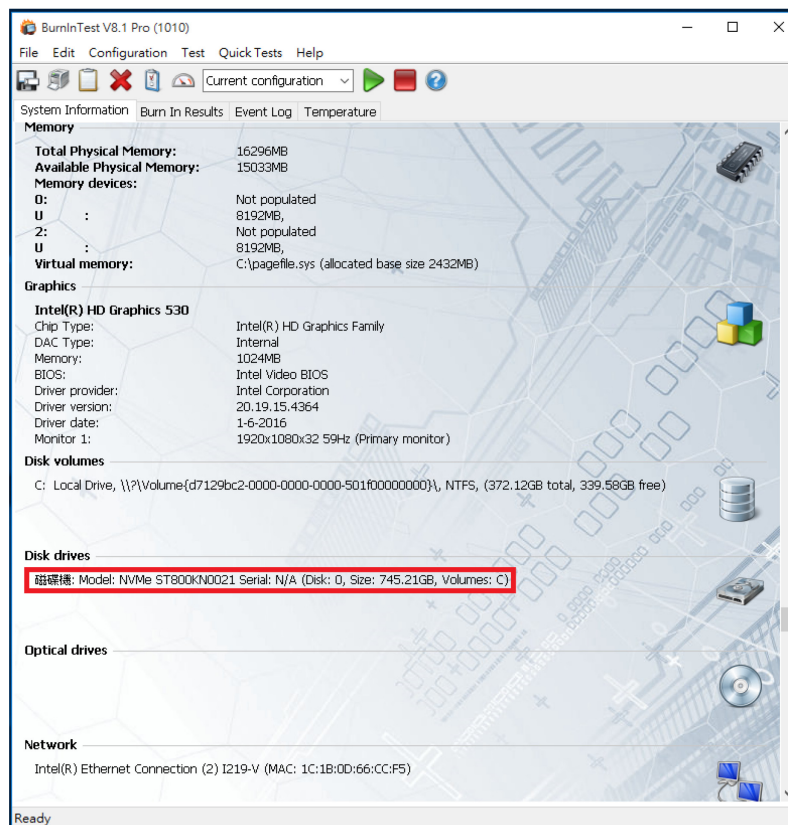 BurnInTest V8.1 Pro (1010)
File Edit Configuration Test Quick Tests Help
Current configuration
System Information Burn In Results Event Log Temperature
Memory
Total Physical Memory: 16296MB
Available Physical Memory: 15033MB
Memory devices:
0: Not populated
U : 8192MB,
2: Not populated
U : 8192MB,
Virtual memory: C:\pagefile.sys (allocated base size 2432MB)
Graphics
Intel(R) HD Graphics 530
Chip Type: Intel(R) HD Graphics Family
DAC Type: Internal
Memory: 1024MB
BIOS: Intel Video BIOS
Driver provider: Intel Corporation
Driver version: 20.19.15.4364
Driver date: 1-6-2016
Monitor 1: 1920x1080x32 59Hz (Primary monitor)
Disk volumes
C: Local Drive, \\?\Volume{d7129bc2-0000-0000-0000-501f00000000}\, NTFS, (372.12GB total, 339.58GB free)
Disk drives
磁碟機: Model: NVMe ST800KN0021 Serial: N/A (Disk: 0, Size: 745.21GB, Volumes: C)
Optical drives
Network
Intel(R) Ethernet Connection (2) I219-V (MAC: 1C:1B:0D:66:CC:F5)
Ready